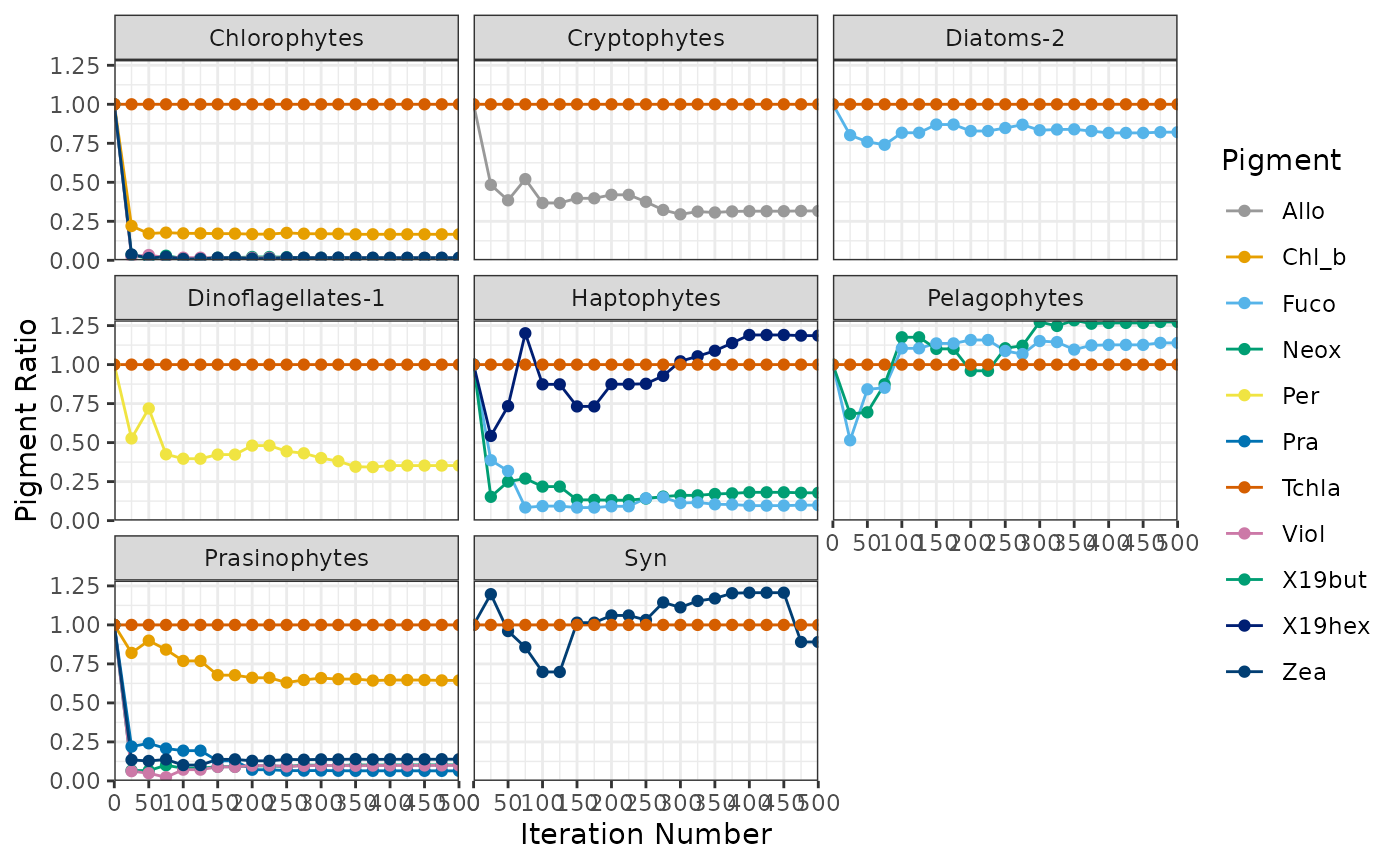 Chlorophytes Cryptophytes Diatoms-2
1.25
1.00
0.75
0.50
0.25
0.00
Dinoflagellates-1 Haptophytes Pelagophytes
1.25
1.00
0.75
0.50
0.25
0.00
0 50 100 150 200 250 300 350 400 450 500
Prasinophytes Syn
1.25
1.00
0.75
0.50
0.25
0.00
0 50 100 150 200 250 300 350 400 450 500 0 50 100 150 200 250 300 350 400 450 500
Iteration Number
Pigment Ratio
Pigment
Allo
Chl_b
Fuco
Neox
Per
Pra
Tchla
Viol
X19but
X19hex
Zea